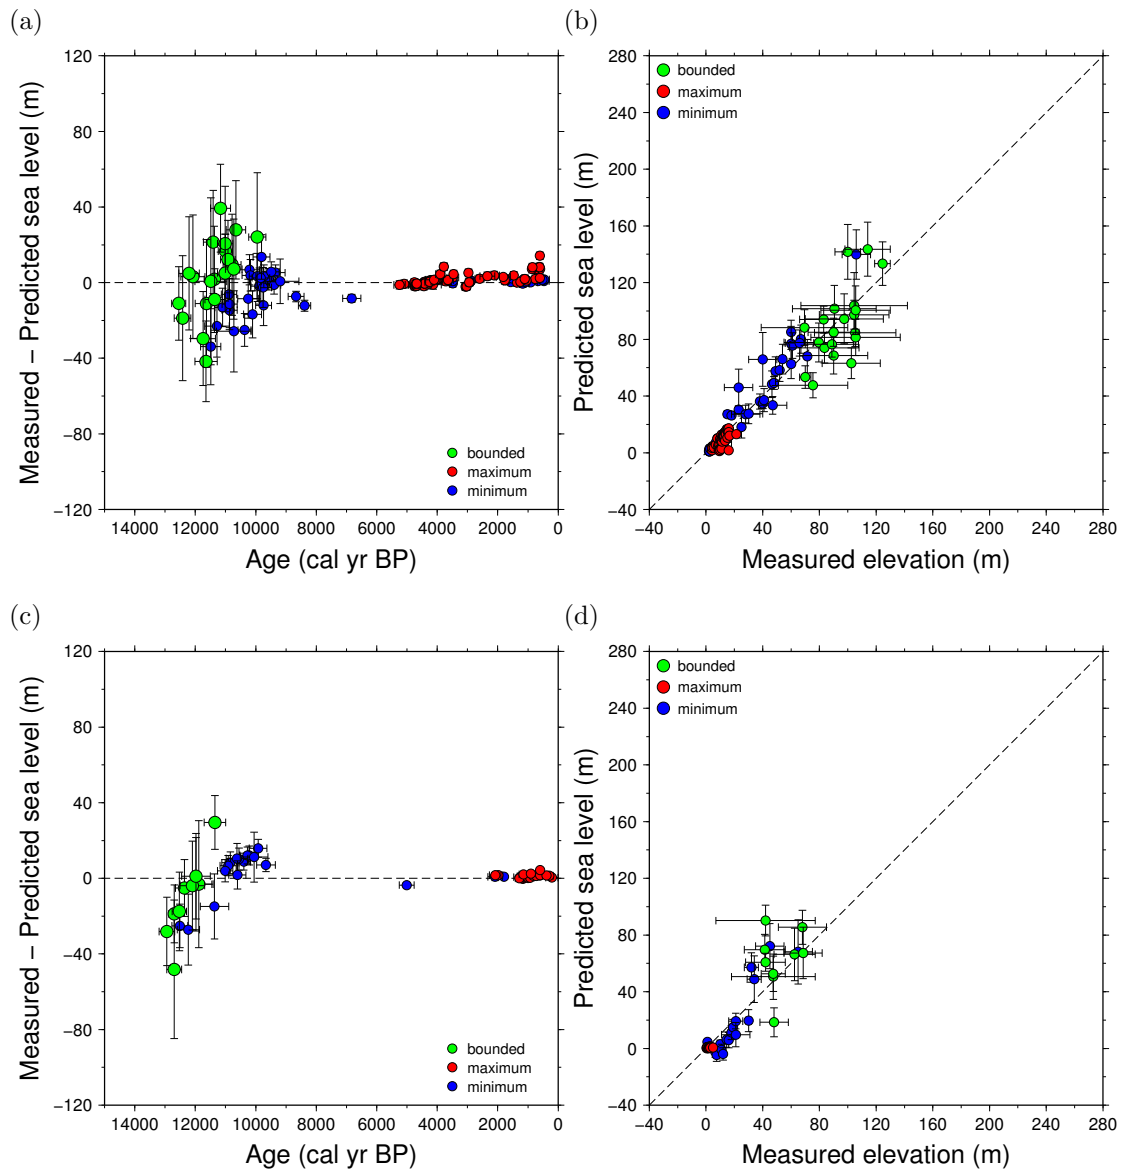 (a)
(b)
120
80
40
0
−40
−80
−120
Measured − Predicted sea level (m)
14000 12000 10000 8000 6000 4000 2000 0
Age (cal yr BP)
bounded
maximum
minimum
280
240
200
160
120
80
40
0
−40
Predicted sea level (m)
−40 0 40 80 120 160 200 240 280
Measured elevation (m)
bounded
maximum
minimum
(c)
(d)
120
80
40
0
−40
−80
−120
Measured − Predicted sea level (m)
14000 12000 10000 8000 6000 4000 2000 0
Age (cal yr BP)
bounded
maximum
minimum
280
240
200
160
120
80
40
0
−40
Predicted sea level (m)
−40 0 40 80 120 160 200 240 280
Measured elevation (m)
bounded
maximum
minimum